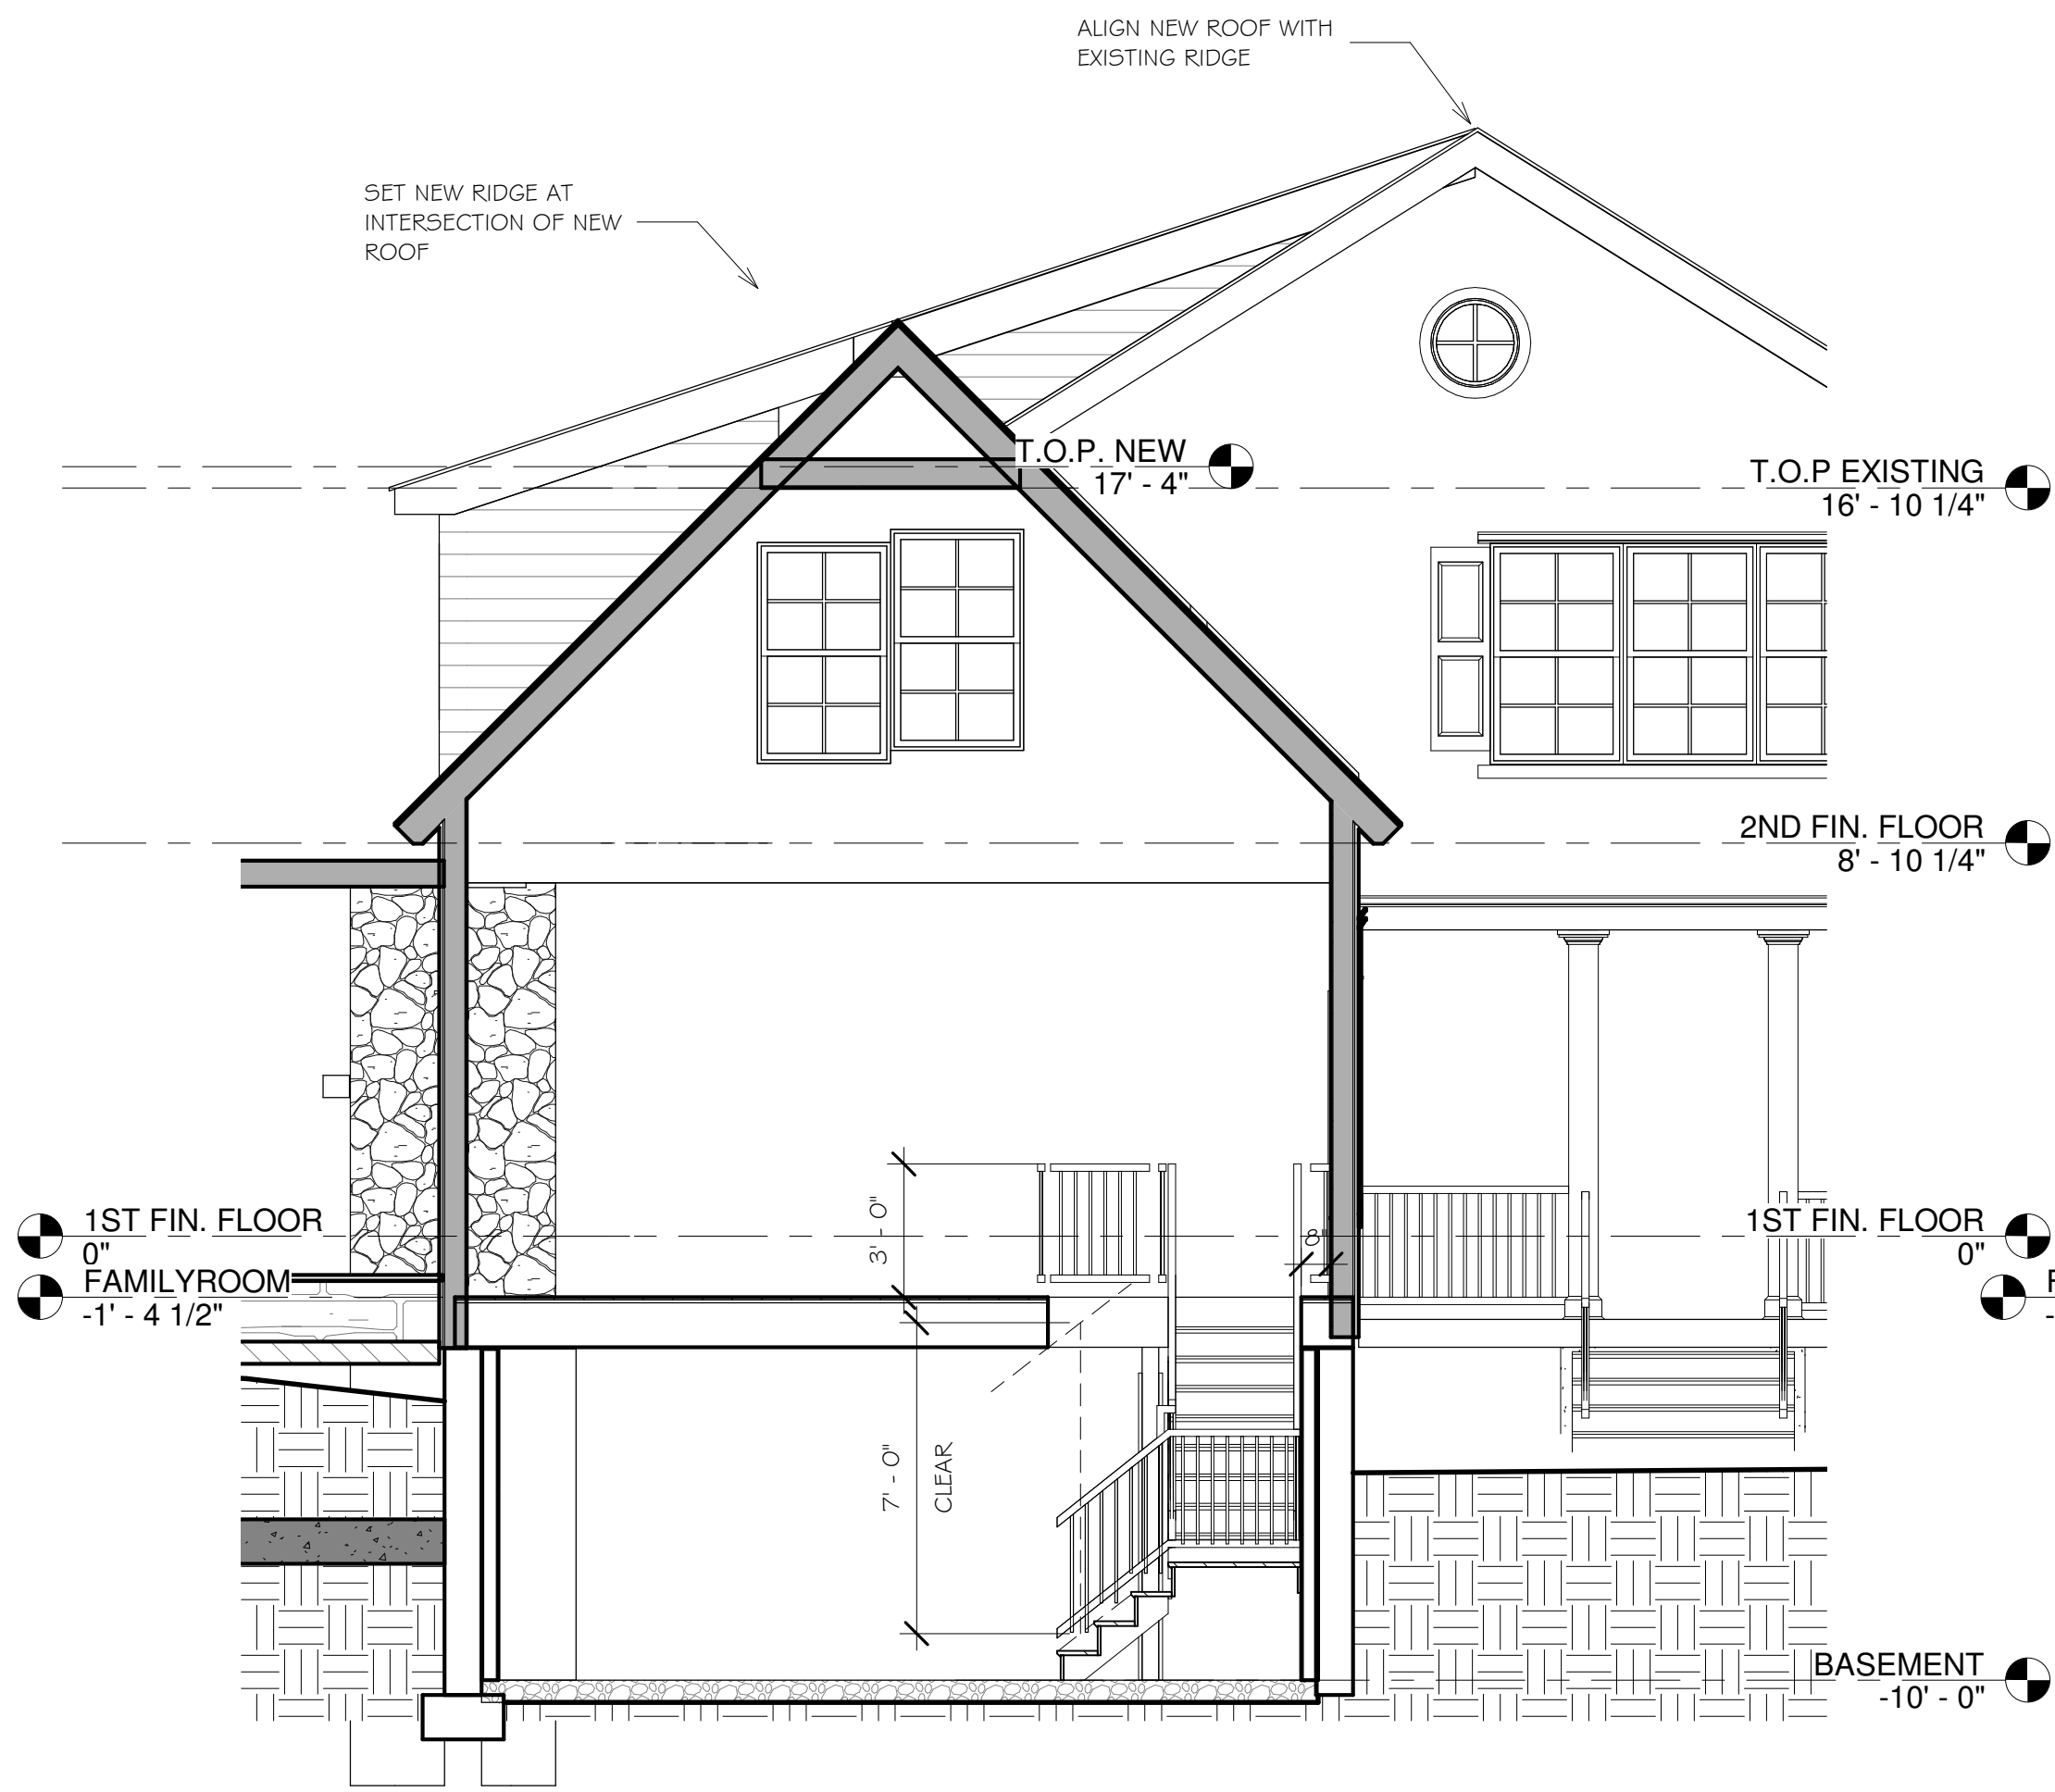 ALIGN NEW ROOF WITH
EXISTING RIDGE
SET NEW RIDGE AT
INTERSECTION OF NEW
ROOF
T.O.P. NEW
17' - 4"
T.O.P EXISTING
16' - 10 1/4"
2ND FIN. FLOOR
8' - 10 1/4"
3' - 0"
8"
1ST FIN. FLOOR
0"
FAMILYROOM
-1' - 4 1/2"
1ST FIN. FLOOR
0"
7' - 0"
CLEAR
BASEMENT
-10' - 0"